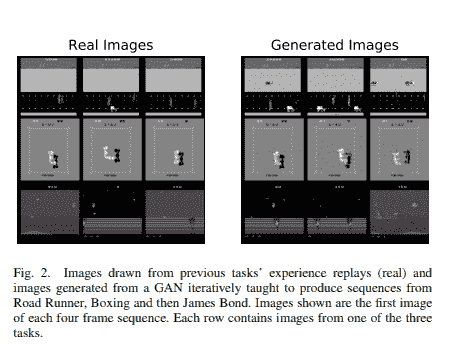 Real Images
Generated Images
Fig. 2. Images drawn from previous tasks' experience replays (real) and
images generated from a GAN iteratively taught to produce sequences from
Road Runner, Boxing and then James Bond. Images shown are the first image
of each four frame sequence. Each row contains images from one of the three
tasks.